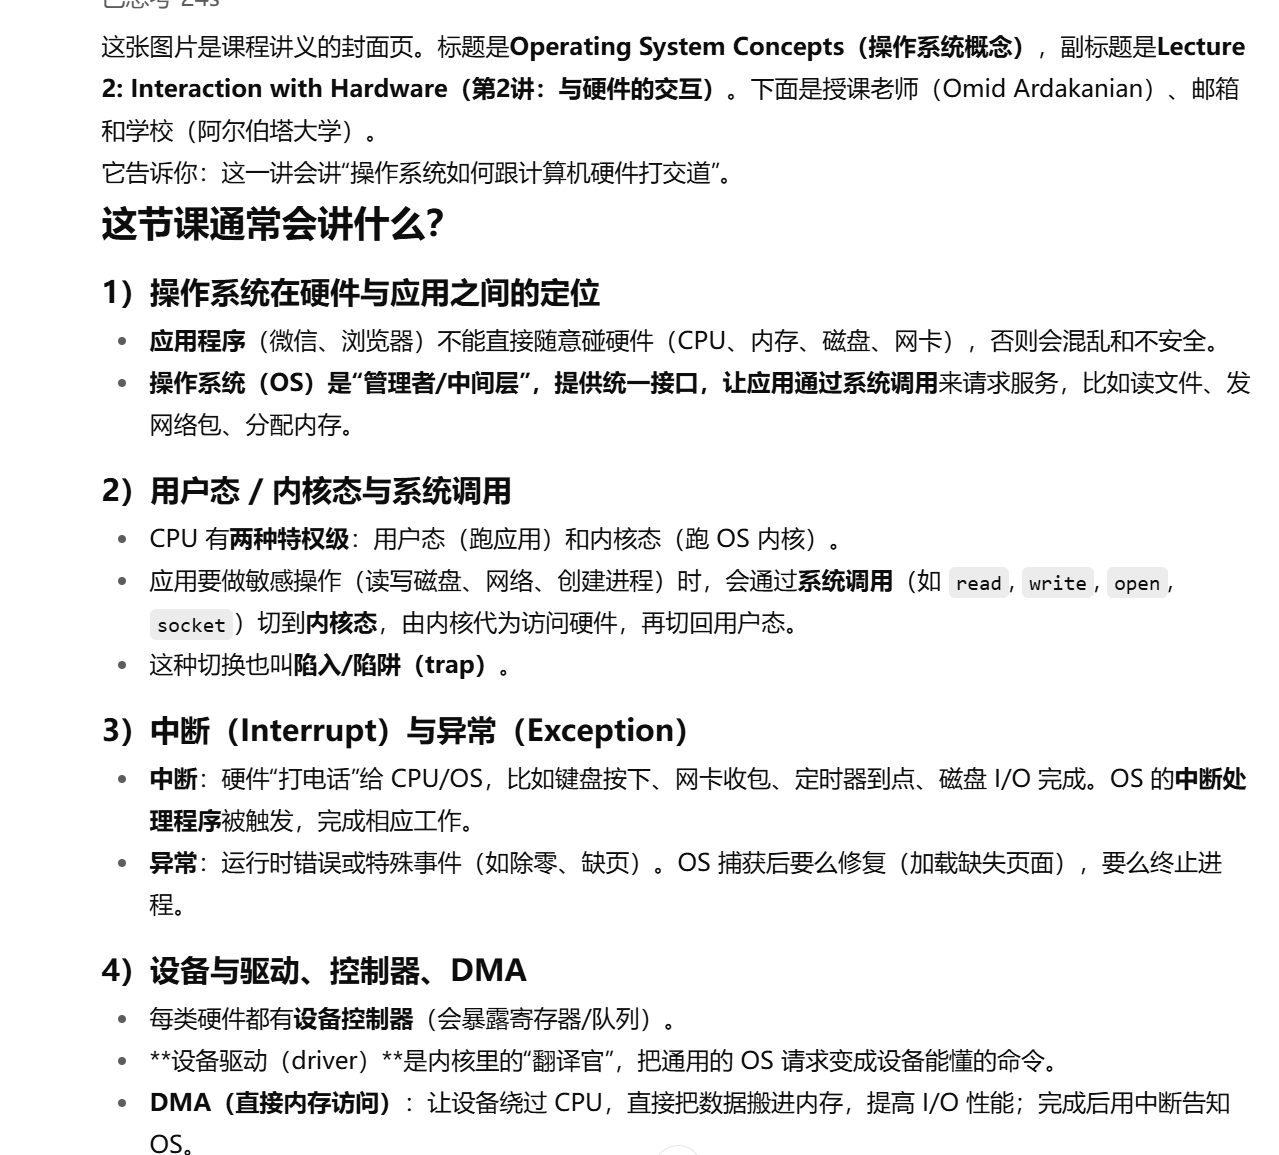 已思考 24s
这张图片是课程讲义的封面页。标题是Operating System Concepts（操作系统概念），副标题是Lecture
2: Interaction with Hardware（第2讲：与硬件的交互）。下面是授课老师（Omid Ardakanian）、邮箱
和学校（阿尔伯塔大学）。
它告诉你：这一讲会讲“操作系统如何跟计算机硬件打交道”。
这节课通常会讲什么？
1）操作系统在硬件与应用之间的定位
• 应用程序（微信、浏览器）不能直接随意碰硬件（CPU、内存、磁盘、网卡），否则会混乱和不安全。
• 操作系统（OS）是“管理者/中间层”，提供统一接口，让应用通过系统调用来请求服务，比如读文件、发
网络包、分配内存。
2）用户态 / 内核态与系统调用
• CPU 有两种特权级：用户态（跑应用）和内核态（跑 OS 内核）。
• 应用要做敏感操作（读写磁盘、网络、创建进程）时，会通过系统调用（如 read, write, open,
socket）切到内核态，由内核代为访问硬件，再切回用户态。
• 这种切换也叫陷入/陷阱（trap）。
3）中断（Interrupt）与异常（Exception）
• 中断：硬件“打电话”给 CPU/OS，比如键盘按下、网卡收包、定时器到点、磁盘 I/O 完成。OS 的中断处
理程序被触发，完成相应工作。
• 异常：运行时错误或特殊事件（如除零、缺页）。OS 捕获后要么修复（加载缺失页面），要么终止进
程。
4）设备与驱动、控制器、DMA
• 每类硬件都有设备控制器（会暴露寄存器/队列）。
• **设备驱动（driver）**是内核里的“翻译官”，把通用的 OS 请求变成设备能懂的命令。
• DMA（直接内存访问）：让设备绕过 CPU，直接把数据搬进内存，提高 I/O 性能；完成后用中断告知
OS。